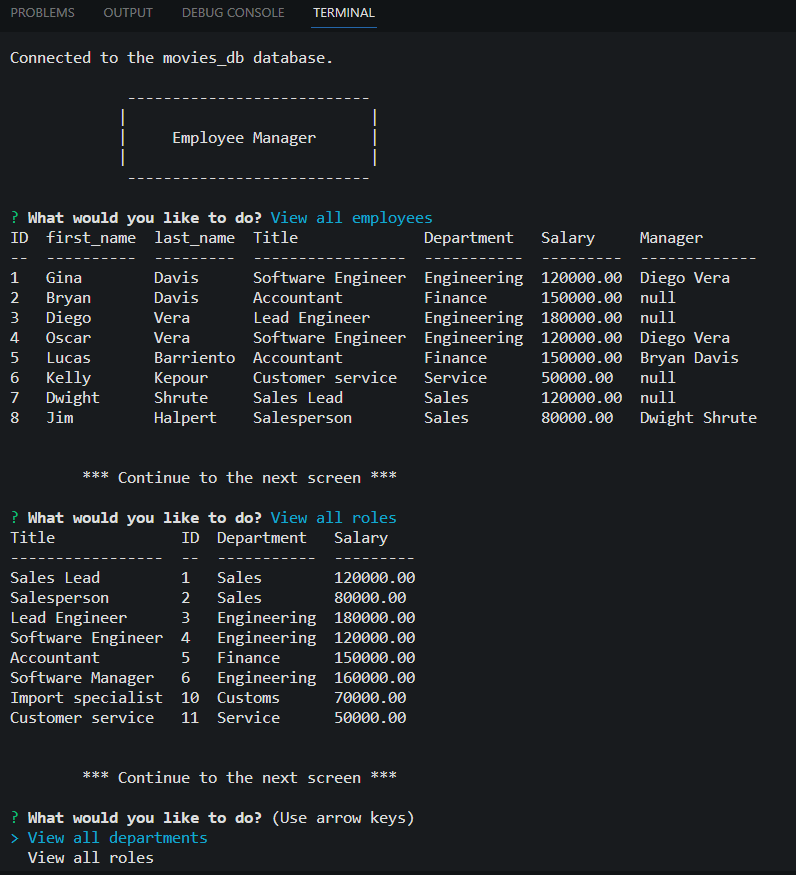 PROBLEMS OUTPUT DEBUG CONSOLE TERMINAL
Connected to the movies_db database.
---------------------------
|                           |
|     Employee Manager      |
|                           |
---------------------------
? What would you like to do? View all employees
ID  first_name  last_name  Title              Department   Salary     Manager
--  ----------  ---------  -----------------  -----------  ---------  -------------
1   Gina        Davis      Software Engineer  Engineering  120000.00  Diego Vera
2   Bryan       Davis      Accountant         Finance      150000.00  null
3   Diego       Vera       Lead Engineer      Engineering  180000.00  null
4   Oscar       Vera       Software Engineer  Engineering  120000.00  Diego Vera
5   Lucas       Barriento  Accountant         Finance      150000.00  Bryan Davis
6   Kelly       Kepour     Customer service   Service      50000.00   null
7   Dwight      Shrute     Sales Lead         Sales        120000.00  null
8   Jim         Halpert    Salesperson        Sales        80000.00   Dwight Shrute
*** Continue to the next screen ***
? What would you like to do? View all roles
Title              ID  Department   Salary
-----------------  --  -----------  ---------
Sales Lead         1   Sales        120000.00
Salesperson        2   Sales        80000.00
Lead Engineer      3   Engineering  180000.00
Software Engineer  4   Engineering  120000.00
Accountant         5   Finance      150000.00
Software Manager   6   Engineering  160000.00
Import specialist  10  Customs      70000.00
Customer service   11  Service      50000.00
*** Continue to the next screen ***
? What would you like to do? (Use arrow keys)
> View all departments
View all roles